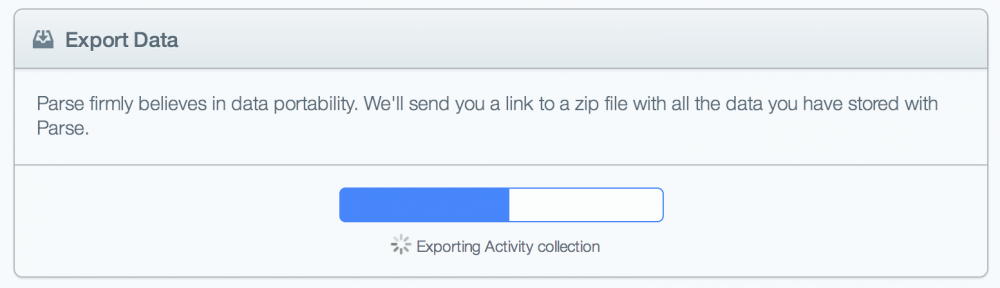 Export Data
Parse firmly believes in data portability. We'll send you a link to a zip file with all the data you have stored with
Parse.
Exporting Activity collection